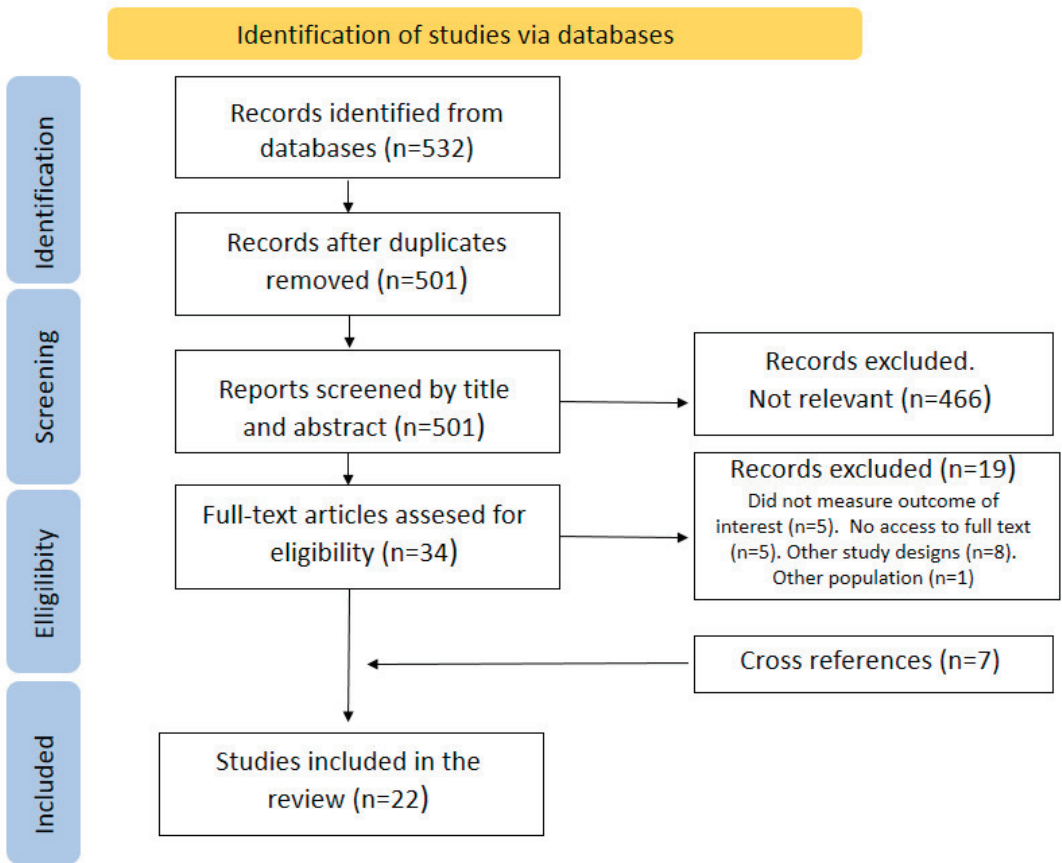 Identification of studies via databases
Identification
Records identified from
databases (n=532)
Records after duplicates
removed (n=501)
Screening
Reports screened by title
and abstract (n=501)
Records excluded.
Not relevant (n=466)
Elligilibity
Full-text articles assesed for
eligibility (n=34)
Records excluded (n=19)
Did not measure outcome of
interest (n=5). No access to full text
(n=5). Other study designs (n=8).
Other population (n=1)
Cross references (n=7)
Included
Studies included in the
review (n=22)